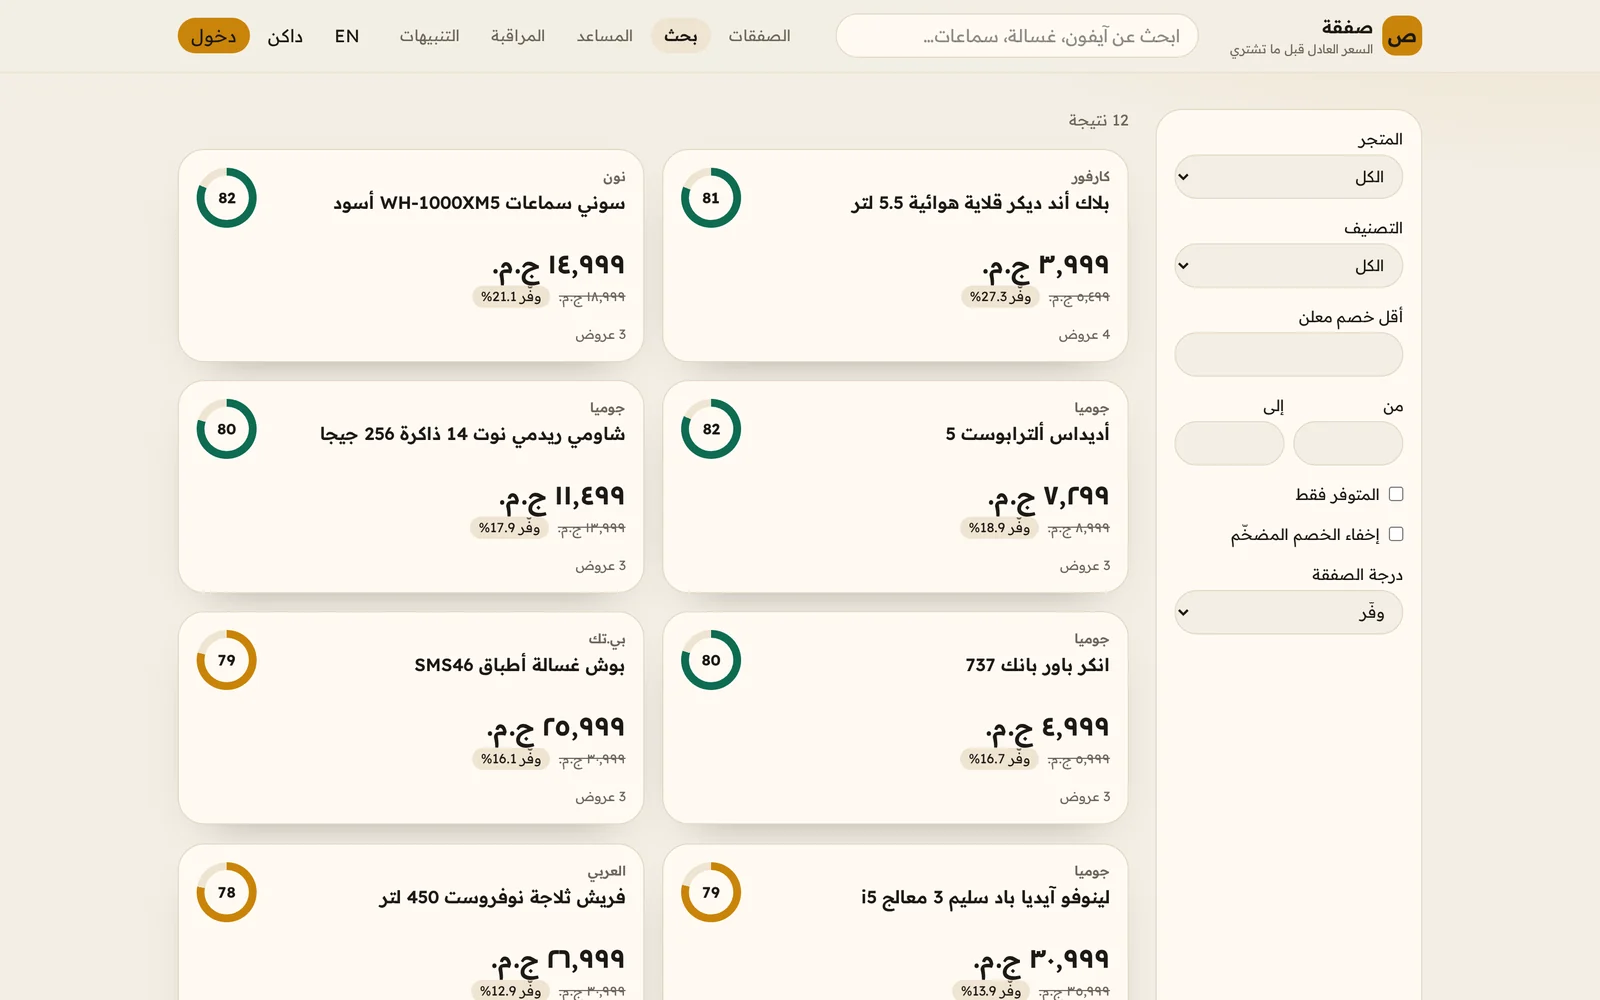 ص
صفقة
السعر العادل قبل ما تشتري
ابحث عن آيفون، غسالة، سماعات...
الصفقات
بحث
المساعد
المراقبة
التنبيهات
EN
داكن
دخول
المتجر
الكل
التصنيف
الكل
أقل خصم معلن
من
إلى
المتوفر فقط
إخفاء الخصم المضخّم
درجة الصفقة
وفّر
12 نتيجة
كارفور
بلاك أند ديكر قلاية هوائية 5.5 لتر
81
٣,٩٩٩ ج.م.
٥,٤٩٩ ج.م. وفّر 27.3%
4 عروض
نون
سوني سماعات WH-1000XM5 أسود
82
١٤,٩٩٩ ج.م.
١٨,٩٩٩ ج.م. وفّر 21.1%
3 عروض
جوميا
أديداس ألترابوست 5
82
٧,٢٩٩ ج.م.
٨,٩٩٩ ج.م. وفّر 18.9%
3 عروض
جوميا
شاومي ريدمي نوت 14 ذاكرة 256 جيجا
80
١١,٤٩٩ ج.م.
١٣,٩٩٩ ج.م. وفّر 17.9%
3 عروض
جوميا
انكر باور بانك 737
80
٤,٩٩٩ ج.م.
٥,٩٩٩ ج.م. وفّر 16.7%
3 عروض
بي.تك
بوش غسالة أطباق SMS46
79
٢٥,٩٩٩ ج.م.
٣٠,٩٩٩ ج.م. وفّر 16.1%
3 عروض
جوميا
لينوفو آيديا باد سليم 3 معالج i5
79
٣٠,٩٩٩ ج.م.
٣٥,٩٩٩ ج.م. وفّر 13.9%
العربي
فريش ثلاجة نوفروست 450 لتر
78
٢٦,٩٩٩ ج.م.
٣٠,٩٩٩ ج.م. وفّر 12.9%